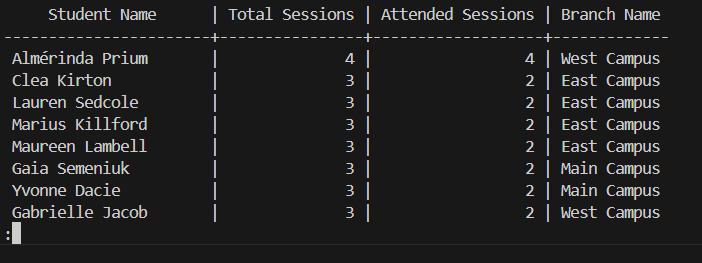 Student Name | Total Sessions | Attended Sessions | Branch Name
----------------------+----------------+-------------------+-------------
Almérinda Prium | 4 | 4 | West Campus
Clea Kirton | 3 | 2 | East Campus
Lauren Sedcole | 3 | 2 | East Campus
Marius Killford | 3 | 2 | East Campus
Maureen Lambell | 3 | 2 | East Campus
Gaia Semeniuk | 3 | 2 | Main Campus
Yvonne Dacie | 3 | 2 | Main Campus
Gabrielle Jacob | 3 | 2 | West Campus
: